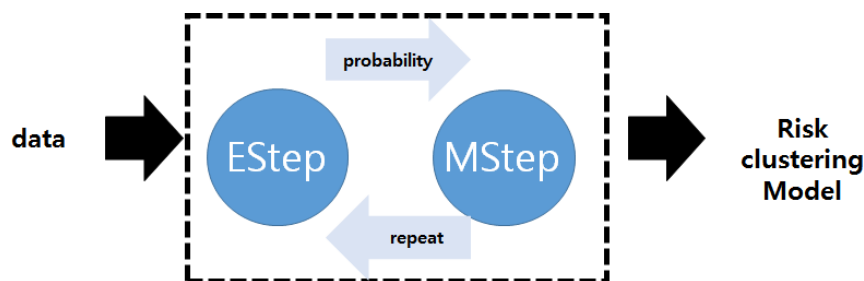 data
EStep
probability
MStep
repeat
Risk
clustering
Model